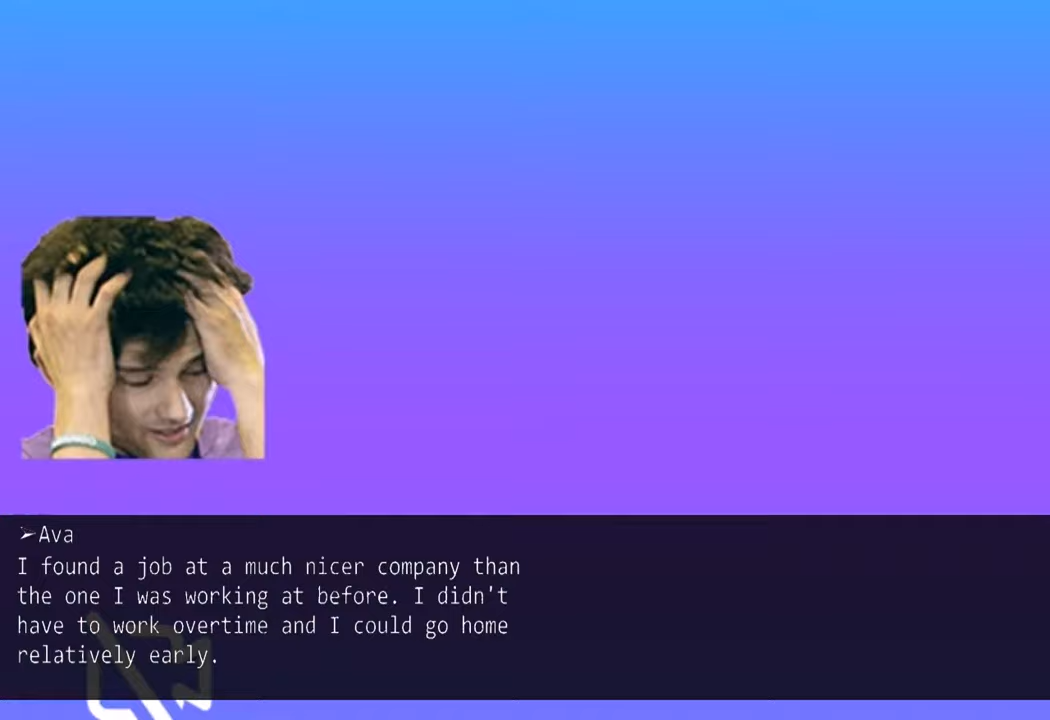 ➢Ava
I found a job at a much nicer company than
the one I was working at before. I didn't
have to work overtime and I could go home
relatively early.